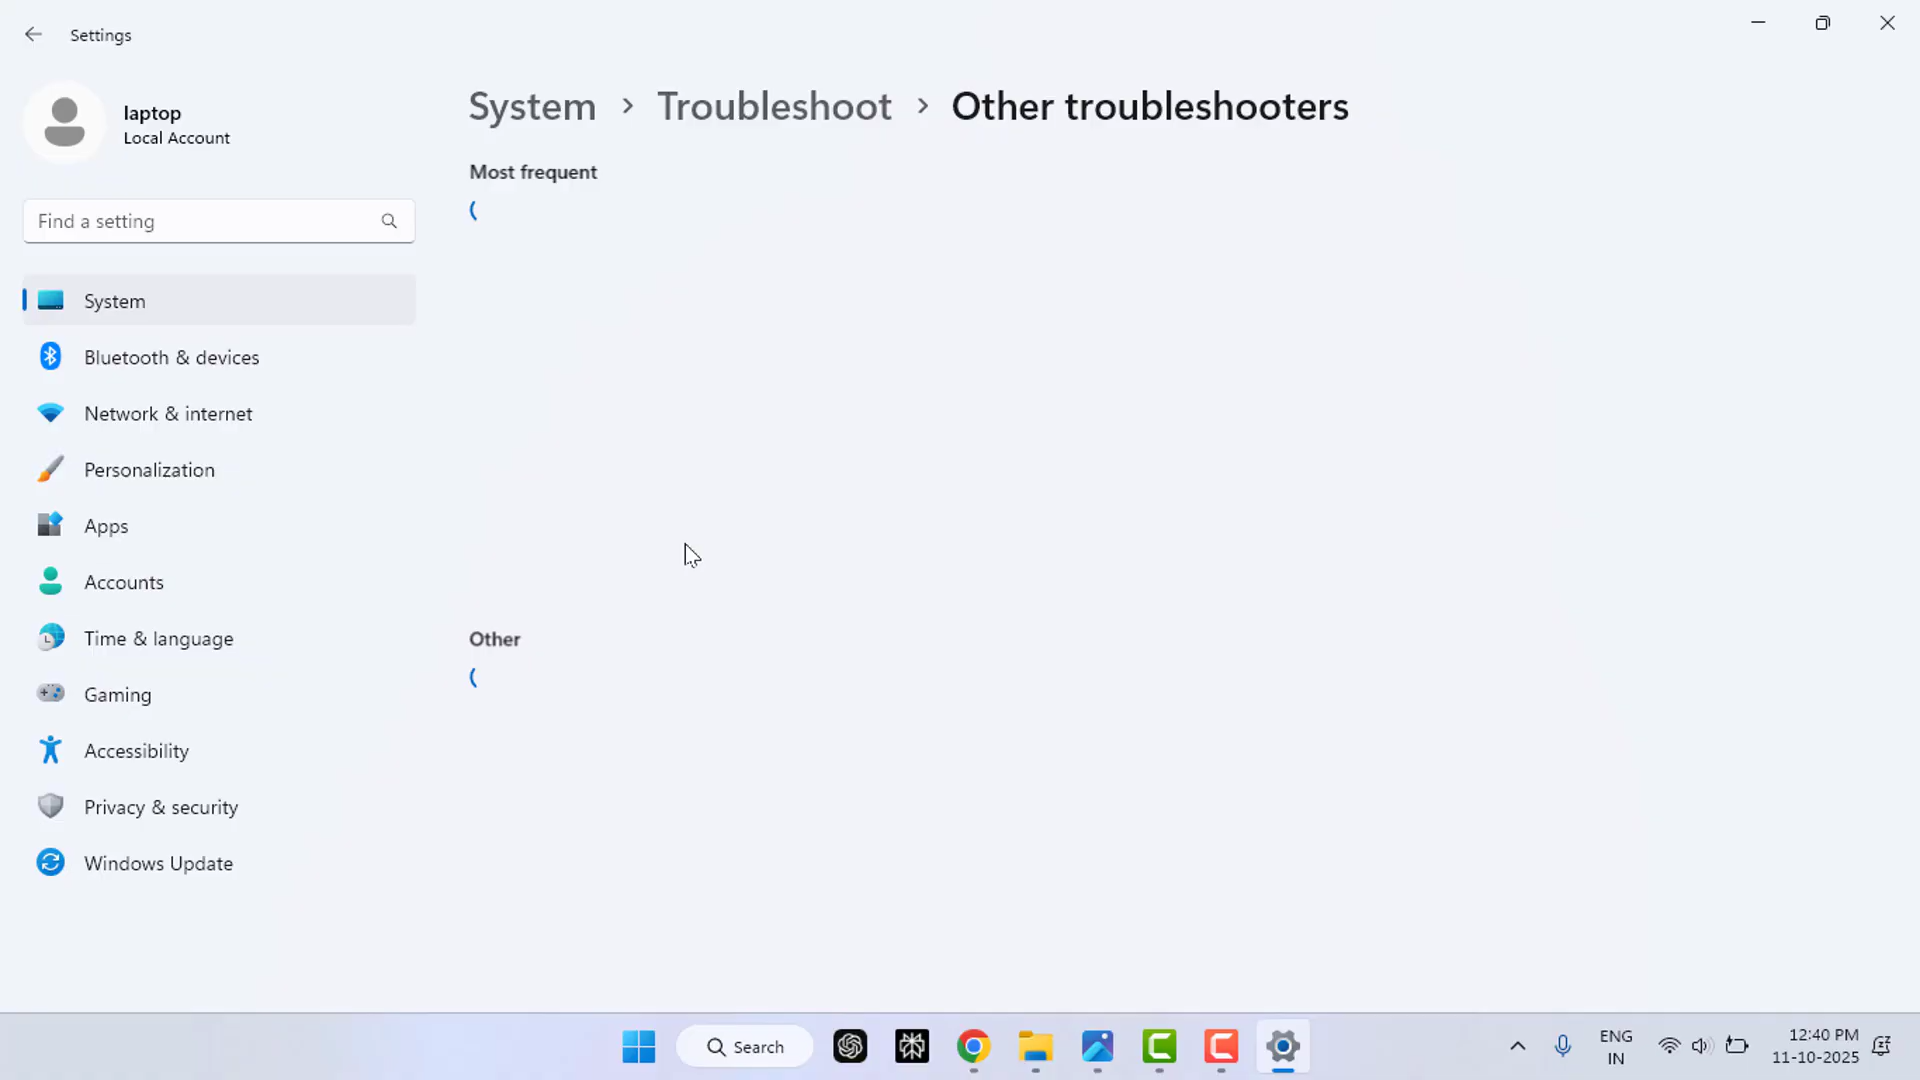 Settings
laptop
Local Account
Find a setting
System
Bluetooth & devices
Network & internet
Personalization
Apps
Accounts
Time & language
Gaming
Accessibility
Privacy & security
Windows Update
System > Troubleshoot > Other troubleshooters
Most frequent
Other
Search
ENG
IN
12:40 PM
11-10-2025